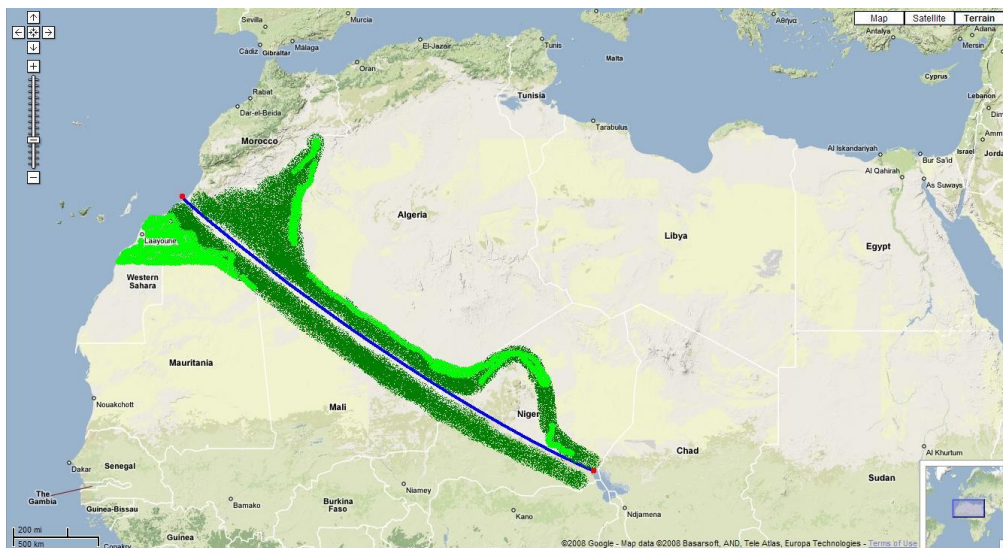 Sevilla
Murcia
Map
Satellite
Terrain
Αθήνα
Antalya
Adana
Mersin
Cádiz
Gibraltar
Málaga
El-Jazair
Tunis
Malta
Oran
Cyprus
Rabat
Dar-el-Beida
Tunisia
Lebanon
Tarabulus
Morocco
Al Iskandariyah
Bur Sa'id
Israel
Jorda
Al Qahirah
As Suways
Algeria
Laayoune
Libya
Egypt
Western
Sahara
Mauritania
Nouakchott
Mali
Niger
Chad
Al Khurtum
Dakar
Senegal
Sudan
The
Gambia
Niamey
Bamako
Burkina
Faso
Guinea-Bissau
Kano
Ndjamena
200 mi
500 km
Conakry
Guinea
©2008 Google - Map data ©2008 Basarsoft, AND, Tele Atlas, Europa Technologies - Terms of Use